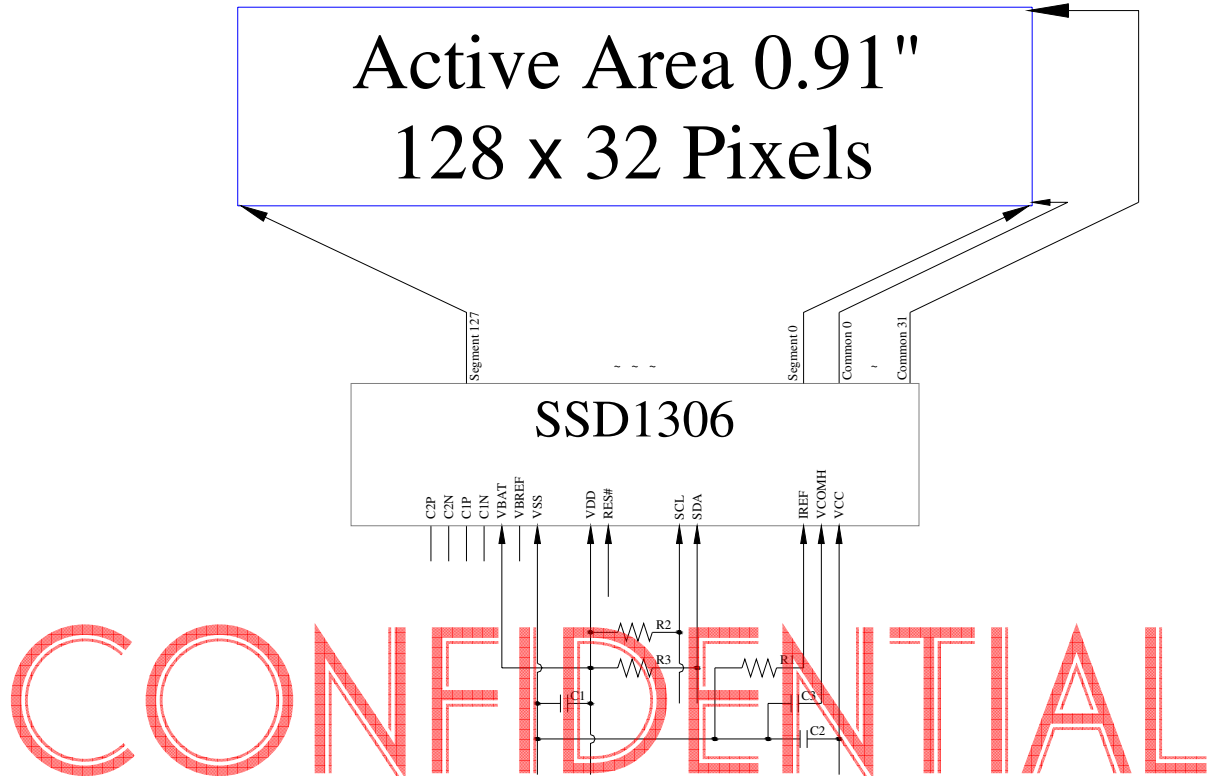 Active Area 0.91"
128 x 32 Pixels
Segment 127
~ ~ ~
Segment 0
Common 0
~
Common 31
SSD1306
C2P
C2N
C1P
C1N
VBAT
VBREF
VSS
VDD
RES#
SCL
SDA
IREF
VCOMH
VCC
R2
R3
R1
C1
C3
C2
CONFIDENTIAL